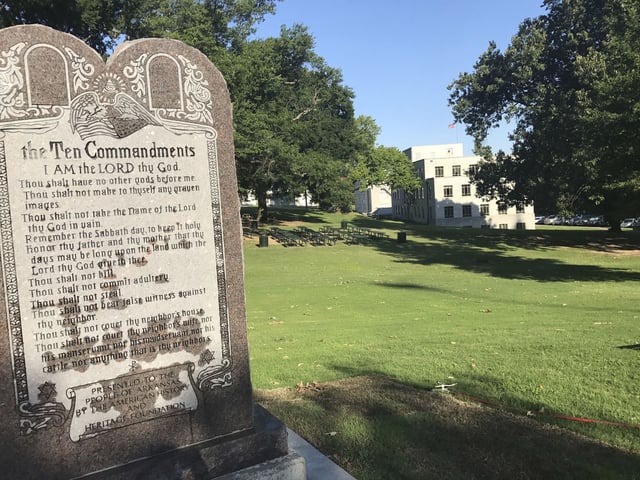 the Ten Commandments
I AM the LORD thy God.
Thou shalt have no other gods before me.
Thou shalt not make to thyself any graven
images.
Thou shalt not take the Name of the Lord
thy God in vain.
Remember the Sabbath day, to keep it holy.
Honor thy father and thy mother that thy
days may be long upon the land which the
Lord thy God giveth thee.
Thou shalt not kill.
Thou shalt not commit adultery.
Thou shalt not steal.
Thou shalt not bear false witness against
thy neighbor.
Thou shalt not covet thy neighbor's house.
Thou shalt not covet thy neighbor's wife nor
his manservant nor his maidservant nor his
cattle nor anything that is thy neighbor's.
PRESENTED TO THE
PEOPLE OF ARKANSAS
BY THE AMERICAN HISTORY
AND
HERITAGE FOUNDATION